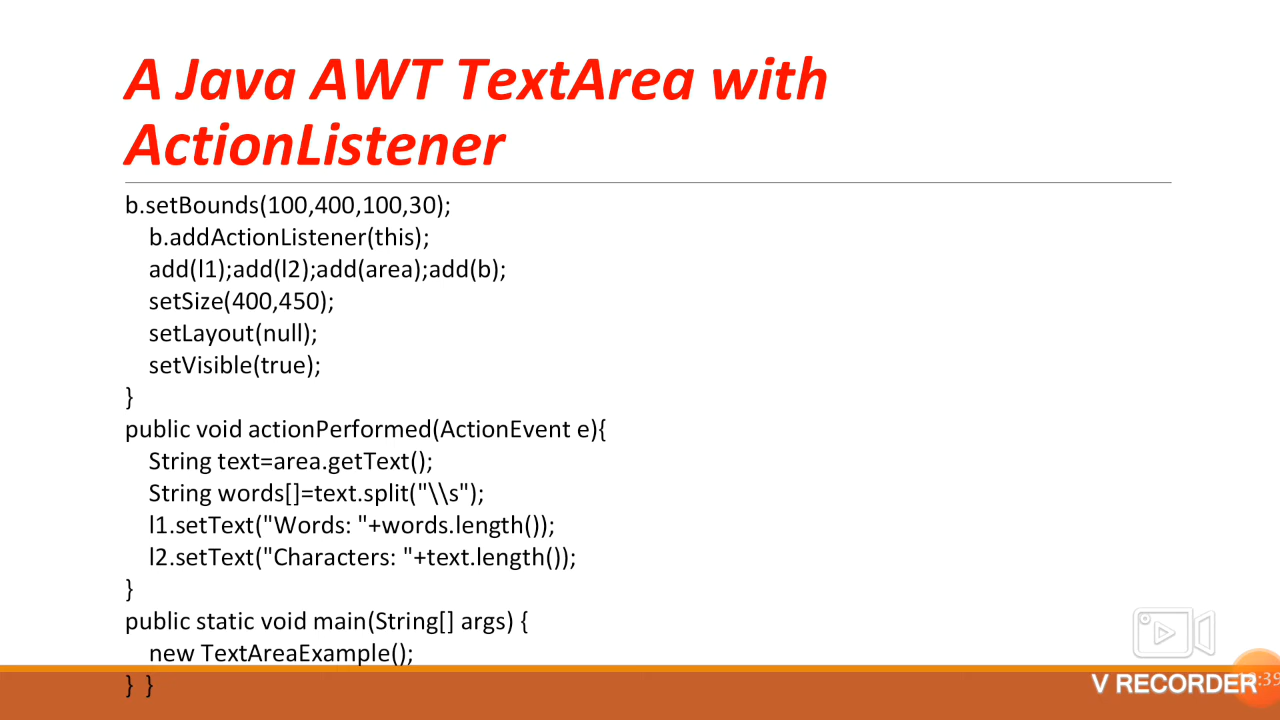 A Java AWT TextArea with
ActionListener
b.setBounds(100,400,100,30);
b.addActionListener(this);
add(l1);add(l2);add(area);add(b);
setSize(400,450);
setLayout(null);
setVisible(true);
}
public void actionPerformed(ActionEvent e){
String text=area.getText();
String words[]=text.split("\\s");
l1.setText("Words: "+words.length());
l2.setText("Characters: "+text.length());
}
public static void main(String[] args) {
new TextAreaExample();
} }
V RECORDER